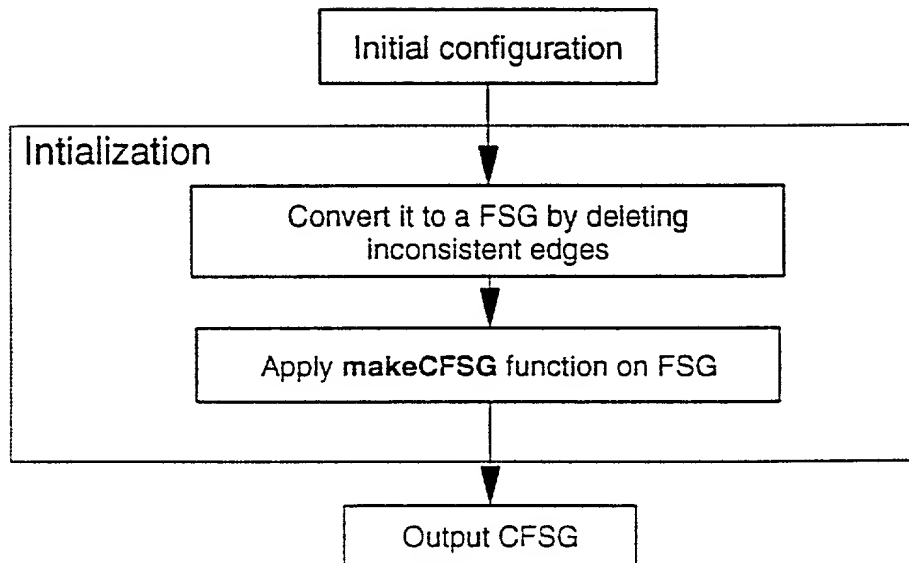 Initial configuration
Intialization
Convert it to a FSG by deleting
inconsistent edges
Apply makeCFSG function on FSG
Output CFSG